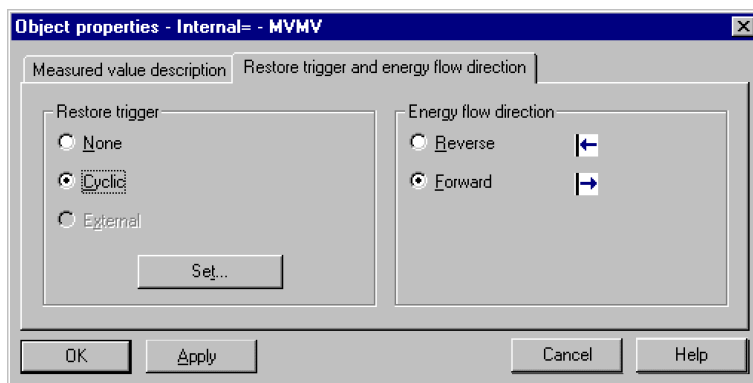 Object properties - Internal= - MVMV
Measured value description
Restore trigger and energy flow direction
Restore trigger
None
Cyclic
External
Set...
Energy flow direction
Reverse
Forward
OK
Apply
Cancel
Help